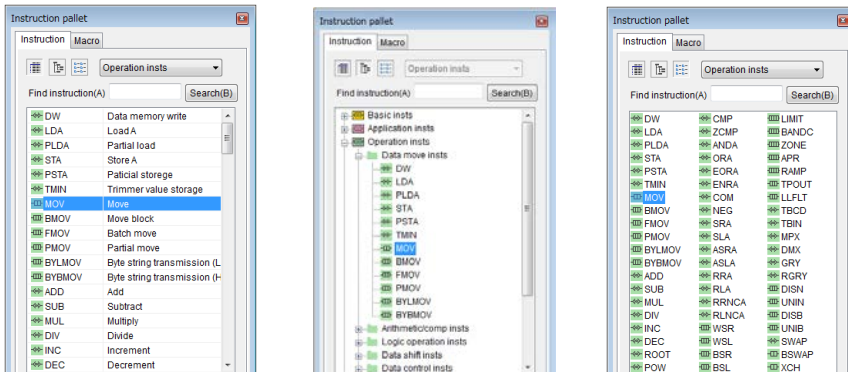 Instruction pallet
Instruction Macro
Operation insts
Find instruction(A) Search(B)
DW Data memory write
LDA Load A
PLDA Partial load
STA Store A
PSTA Paticial storege
TMIN Trimmer value storage
MOV Move
BMOV Move block
FMOV Batch move
PMOV Partial move
BYLMOV Byte string transmission (L
BYBMOV Byte string transmission (H
ADD Add
SUB Subtract
MUL Multiply
DIV Divide
INC Increment
DEC Decrement
Instruction pallet
Instruction Macro
Operation insts
Find instruction(A) Search(B)
Basic insts
Application insts
Operation insts
Data move insts
DW
LDA
PLDA
STA
PSTA
TMIN
MOV
BMOV
FMOV
PMOV
BYLMOV
BYBMOV
Arithmetic/comp insts
Logic operation insts
Data shift insts
Data control insts
Instruction pallet
Instruction Macro
Operation insts
Find instruction(A) Search(B)
DW CMP LIMIT
LDA ZCMP BANDC
PLDA ANDA ZONE
STA ORA APR
PSTA EORA RAMP
TMIN ENRA TPOUT
MOV COM LLFLT
BMOV NEG TBCD
FMOV SRA TBIN
PMOV SLA MPX
BYLMOV ASRA DMX
BYBMOV ASLA GRY
ADD RRA RGRY
SUB RLA DISN
MUL RRNCA UNIN
DIV RLNCA DISB
INC WSR UNIB
DEC WSL SWAP
ROOT BSR BSWAP
POW BSL XCH